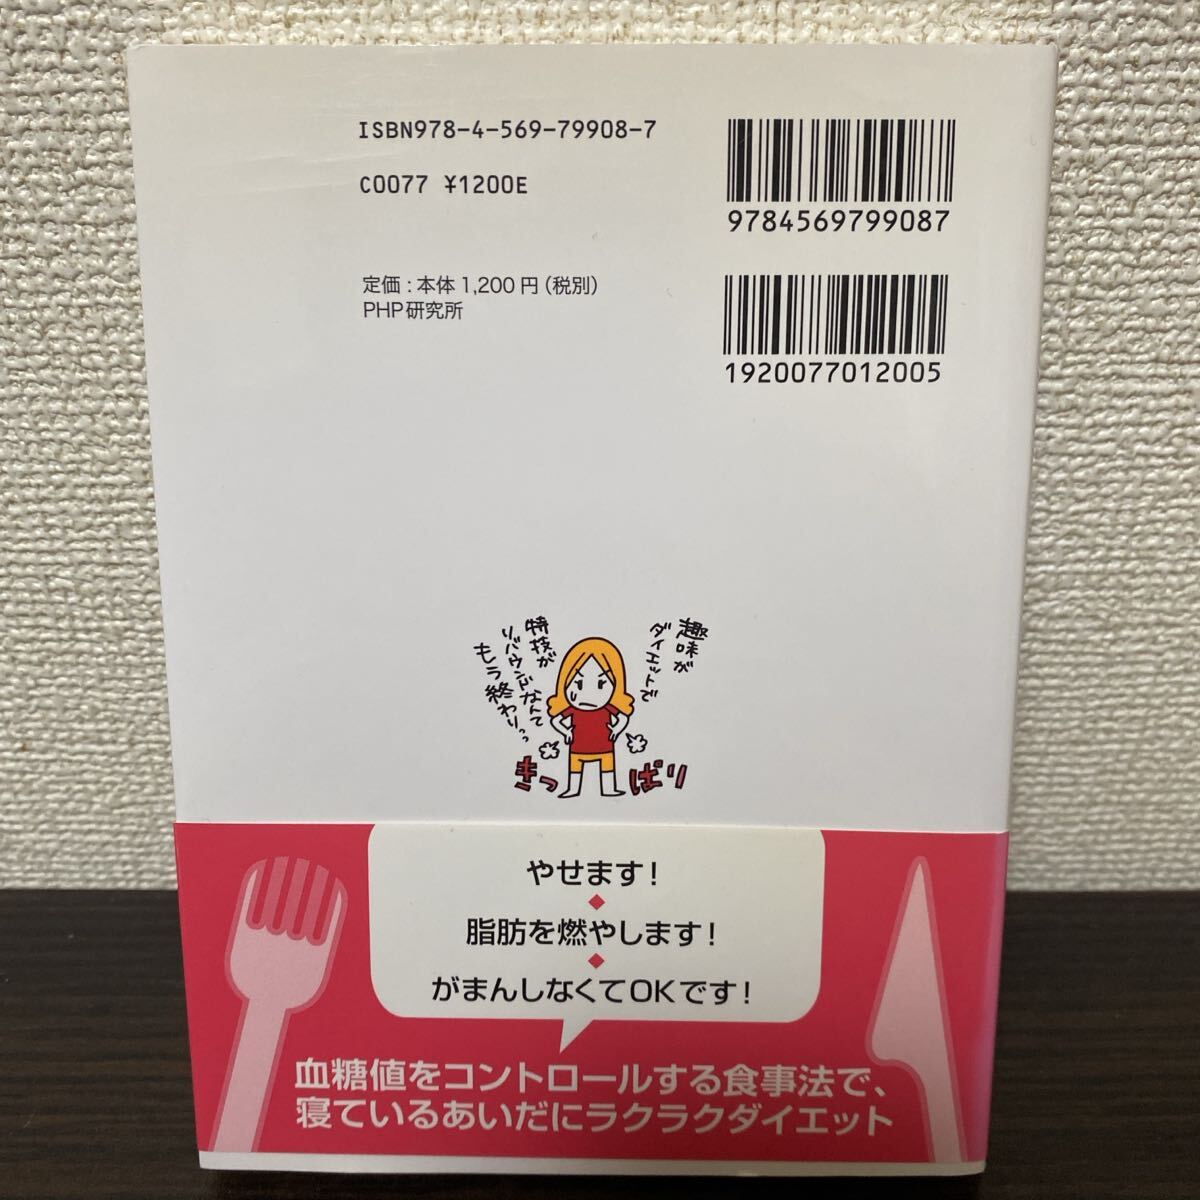 ISBN978-4-569-79908-7
C0077 ¥1200E
9784569799087
定価：本体1,200円（税別）
PHP研究所
1920077012005
趣味が
ダイエットで
特技が
リバウンドなんて
もう終わりっっ
きっぱり
やせます！
脂肪を燃やします！
がまんしなくてOKです！
血糖値をコントロールする食事法で、
寝ているあいだにラクラクダイエット